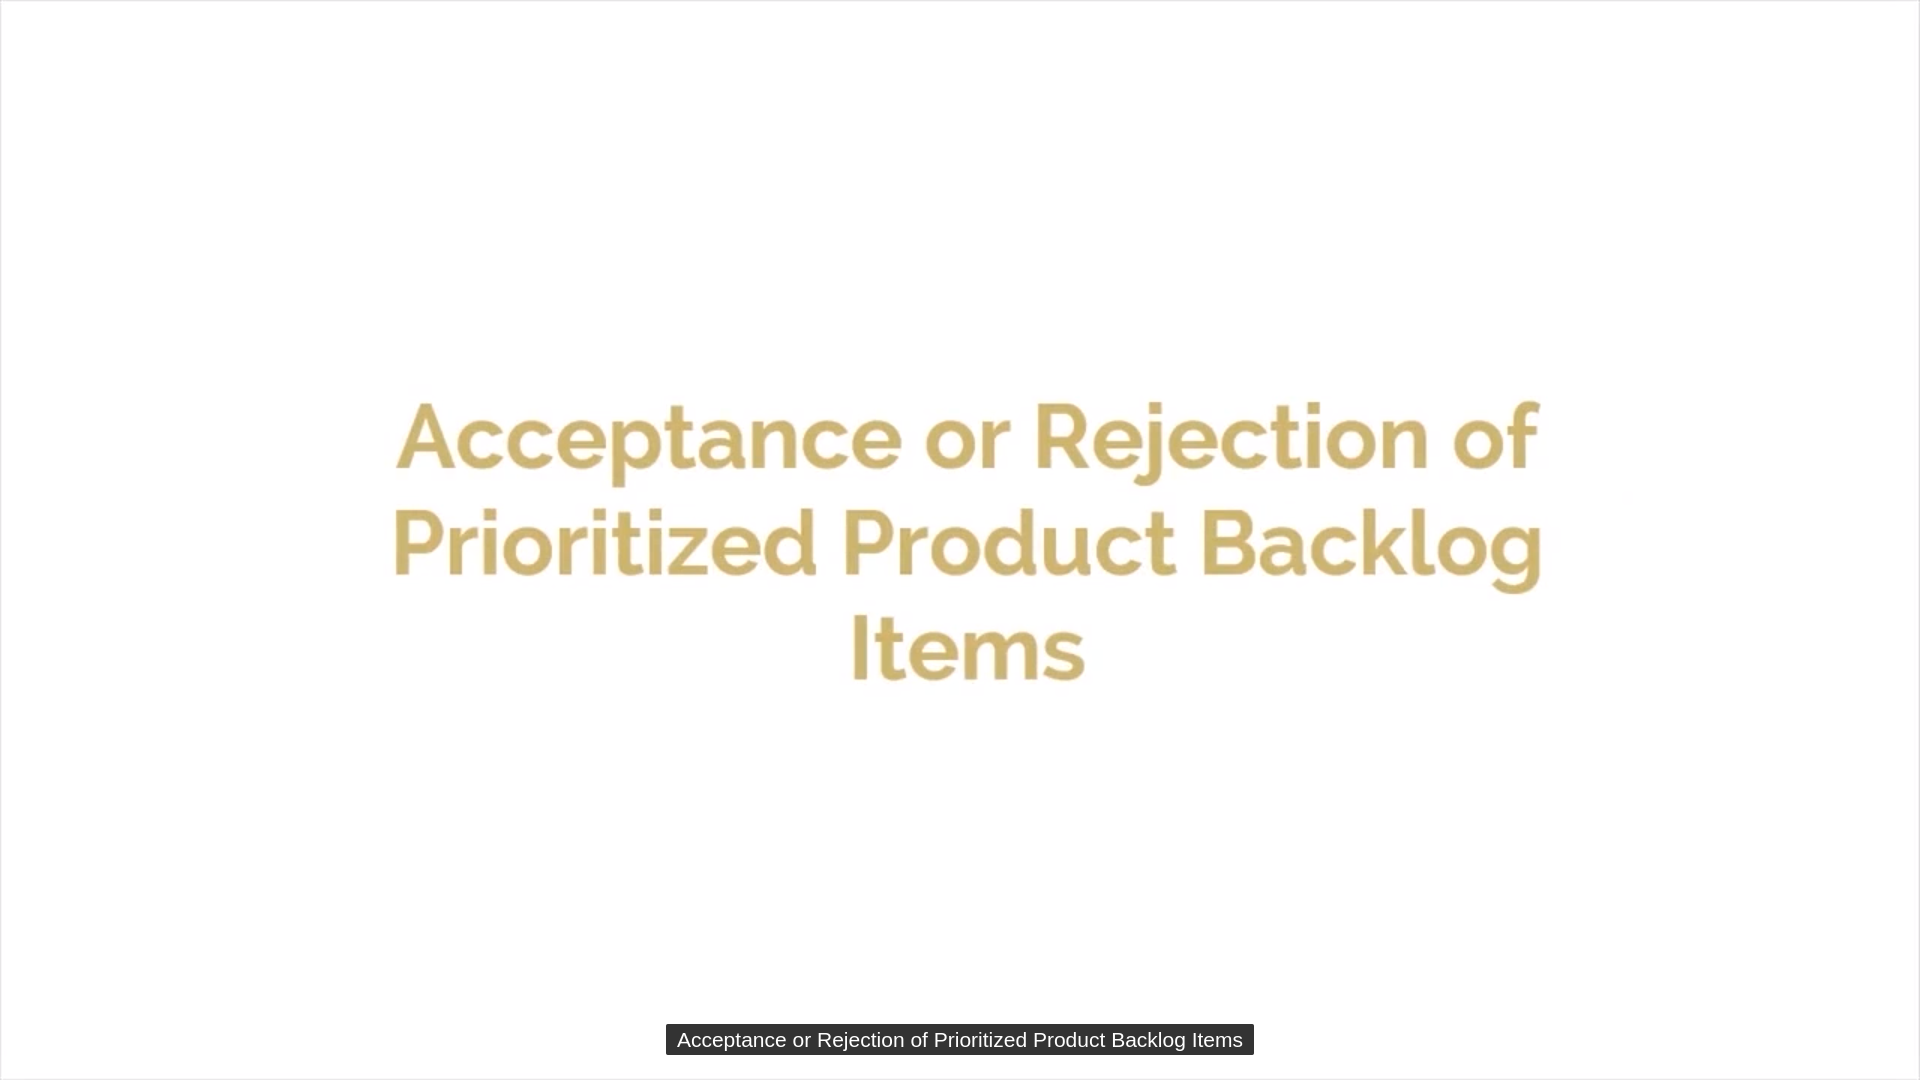 Acceptance or Rejection of
Prioritized Product Backlog
Items
Acceptance or Rejection of Prioritized Product Backlog Items